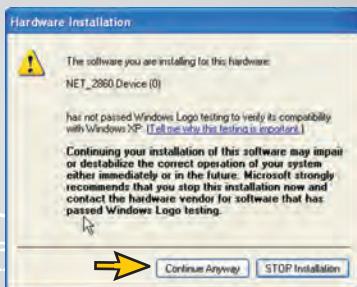 Hardware Installation
The software you are installing for this hardware:
NET_2860 Device (0)
has not passed Windows Logo testing to verify its compatibility
with Windows XP. (Tell me why this testing is important.)
Continuing your installation of this software may impair
or destabilize the correct operation of your system
either immediately or in the future. Microsoft strongly
recommends that you stop this installation now and
contact the hardware vendor for software that has
passed Windows Logo testing.
Continue Anyway
STOP Installation